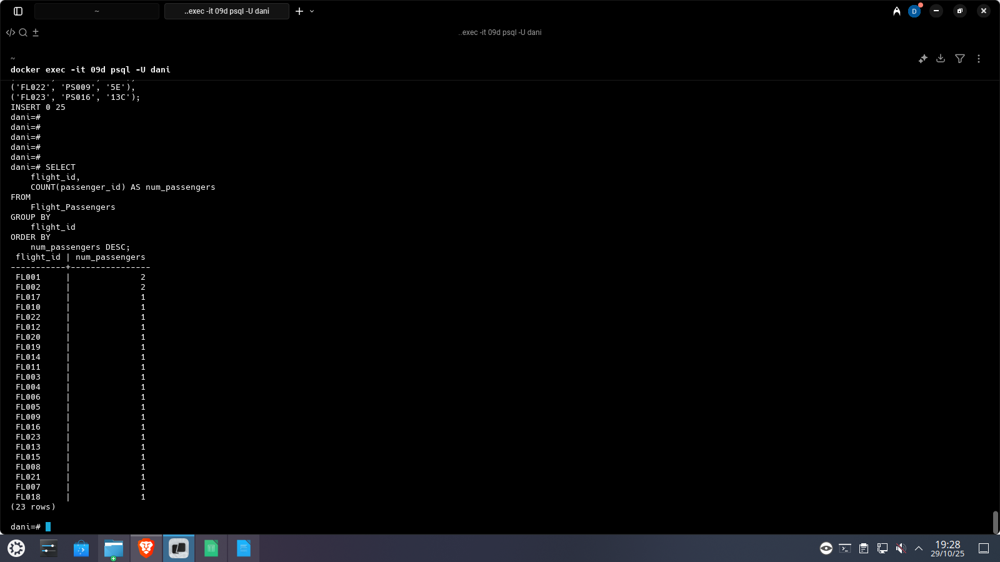 ~
..exec -it 09d psql -U dani
D
..exec -it 09d psql -U dani
~
docker exec -it 09d psql -U dani
('FL022', 'PS009', '5E'),
('FL023', 'PS016', '13C');
INSERT 0 25
dani=#
dani=#
dani=#
dani=#
dani=#
dani=# SELECT
    flight_id,
    COUNT(passenger_id) AS num_passengers
FROM
    Flight_Passengers
GROUP BY
    flight_id
ORDER BY
    num_passengers DESC;
 flight_id | num_passengers
-----------+----------------
 FL001     |              2
 FL002     |              2
 FL017     |              1
 FL010     |              1
 FL022     |              1
 FL012     |              1
 FL020     |              1
 FL019     |              1
 FL014     |              1
 FL011     |              1
 FL003     |              1
 FL004     |              1
 FL006     |              1
 FL005     |              1
 FL009     |              1
 FL016     |              1
 FL023     |              1
 FL013     |              1
 FL015     |              1
 FL008     |              1
 FL021     |              1
 FL007     |              1
 FL018     |              1
(23 rows)
dani=#
19:28
29/10/25